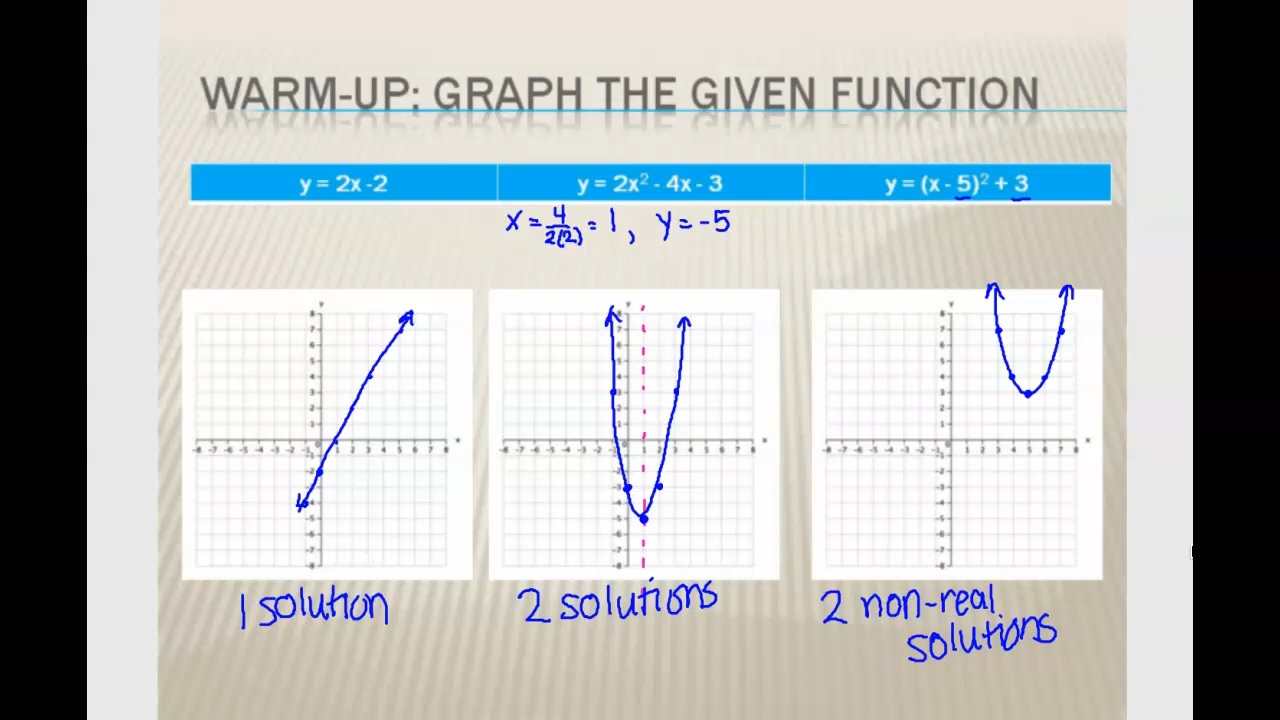 WARM-UP: GRAPH THE GIVEN FUNCTION
y = 2x -2
y = 2x² - 4x - 3
y = (x - 5)² + 3
x = 4/2(2) = 1, y = -5
1 solution
2 solutions
2 non-real
solutions